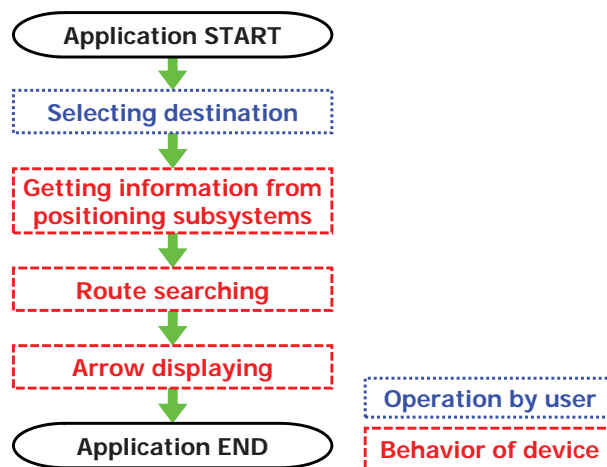 Application START
Selecting destination
Getting information from
positioning subsystems
Route searching
Arrow displaying
Application END
Operation by user
Behavior of device